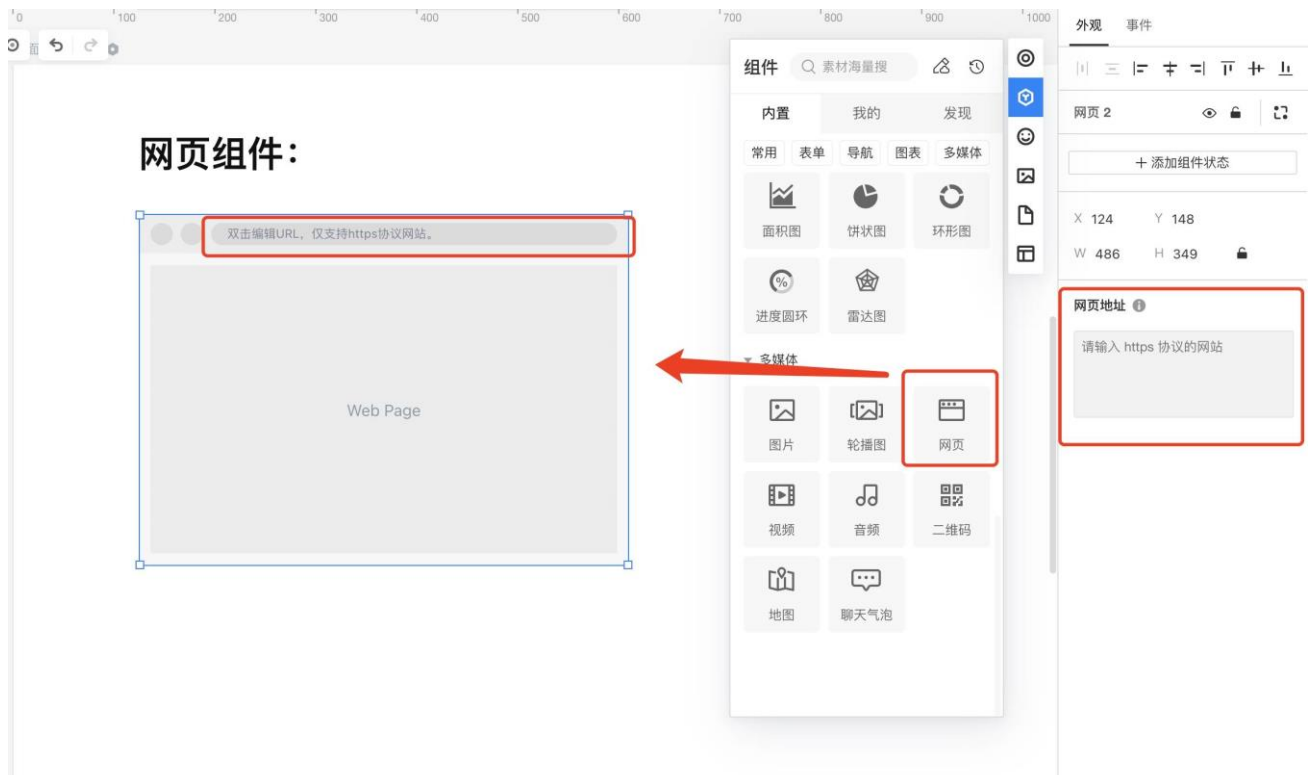 0 100 200 300 400 500 600 700 800 900 1000
面
网页组件：
双击编辑URL，仅支持https协议网站。
Web Page
组件 素材海量搜
内置 我的 发现
常用 表单 导航 图表 多媒体
面积图 饼状图 环形图
%
进度圆环 雷达图
多媒体
图片 轮播图 网页
视频 音频 二维码
地图 聊天气泡
外观 事件
网页 2
＋ 添加组件状态
X 124 Y 148
W 486 H 349
网页地址
请输入 https 协议的网站